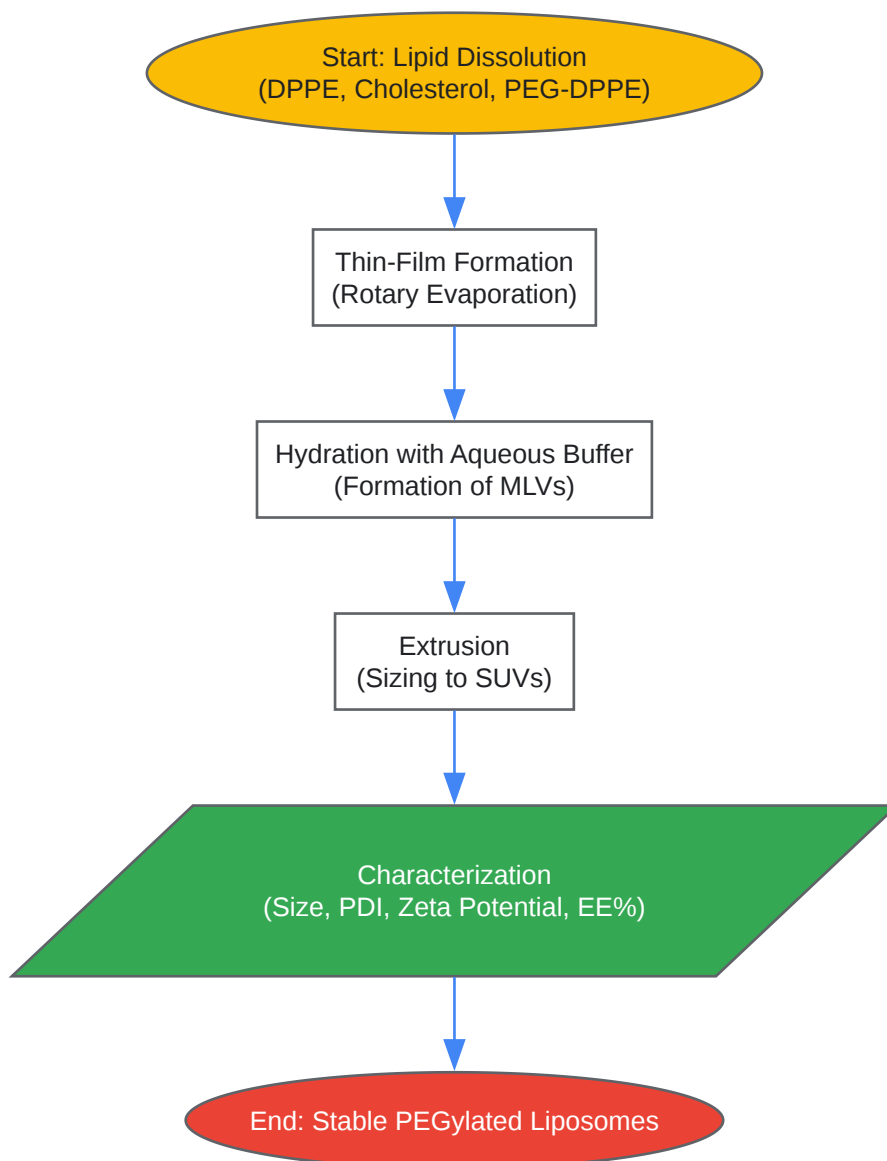 Start: Lipid Dissolution
(DPPE, Cholesterol, PEG-DPPE)
Thin-Film Formation
(Rotary Evaporation)
Hydration with Aqueous Buffer
(Formation of MLVs)
Extrusion
(Sizing to SUVs)
Characterization
(Size, PDI, Zeta Potential, EE%)
End: Stable PEGylated Liposomes